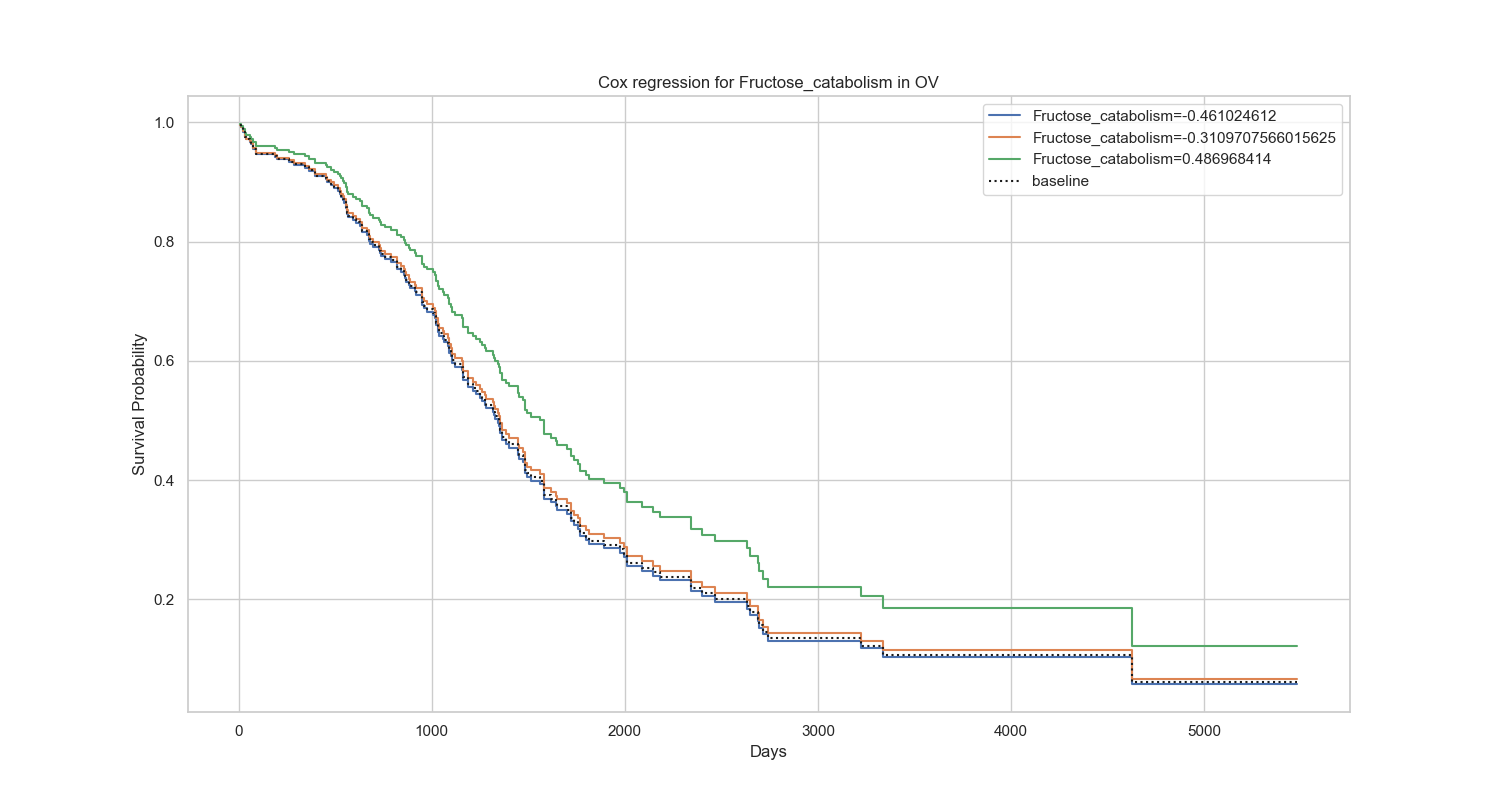 Cox regression for Fructose_catabolism in OV
Fructose_catabolism=-0.461024612
Fructose_catabolism=-0.3109707566015625
Fructose_catabolism=0.486968414
baseline
Survival Probability
1.0
0.8
0.6
0.4
0.2
0
1000
2000
3000
4000
5000
Days